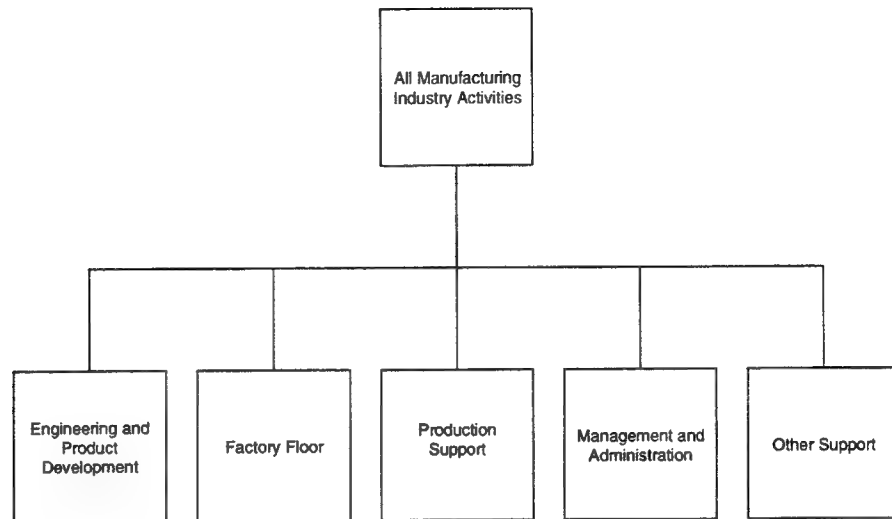 All Manufacturing
Industry Activities
Engineering and
Product
Development
Factory Floor
Production
Support
Management and
Administration
Other Support